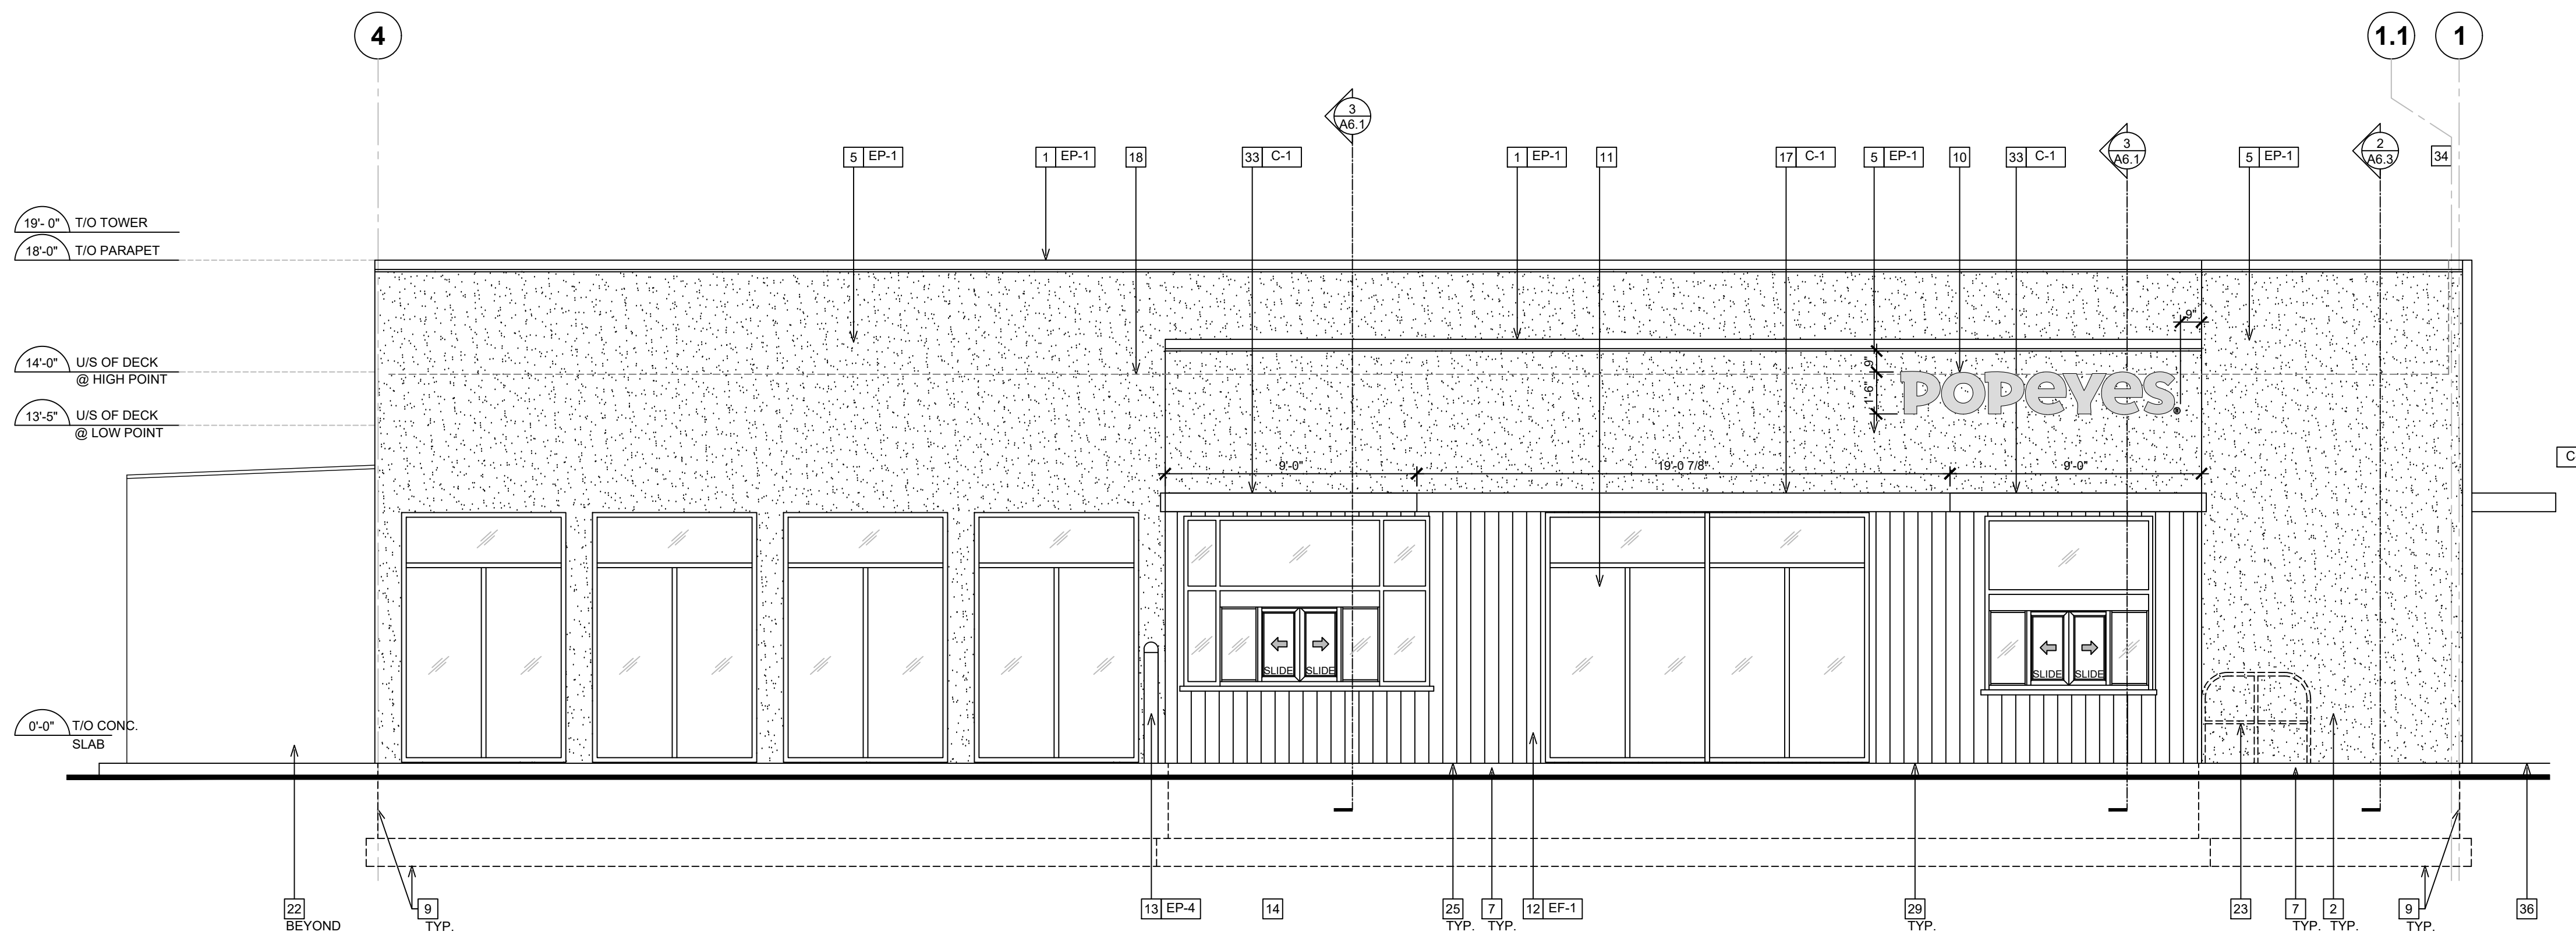 4
1.1
1
3
A6.1
3
A6.1
2
A6.3
5 EP-1
1 EP-1
18
33 C-1
1 EP-1
11
17 C-1
5 EP-1
10
33 C-1
5 EP-1
34
19'- 0" T/O TOWER
18'-0" T/O PARAPET
9"
14'-0" U/S OF DECK
@ HIGH POINT
9"
1'-6"
POPEYES®
13'-5" U/S OF DECK
@ LOW POINT
C
9'-0"
19'-0 7/8"
9'-0"
SLIDE
SLIDE
SLIDE
SLIDE
0'-0" T/O CONC.
SLAB
22
BEYOND
9
TYP.
13 EP-4
14
25
TYP.
7
TYP.
12 EF-1
29
TYP.
23
7
TYP.
2
TYP.
9
TYP.
36